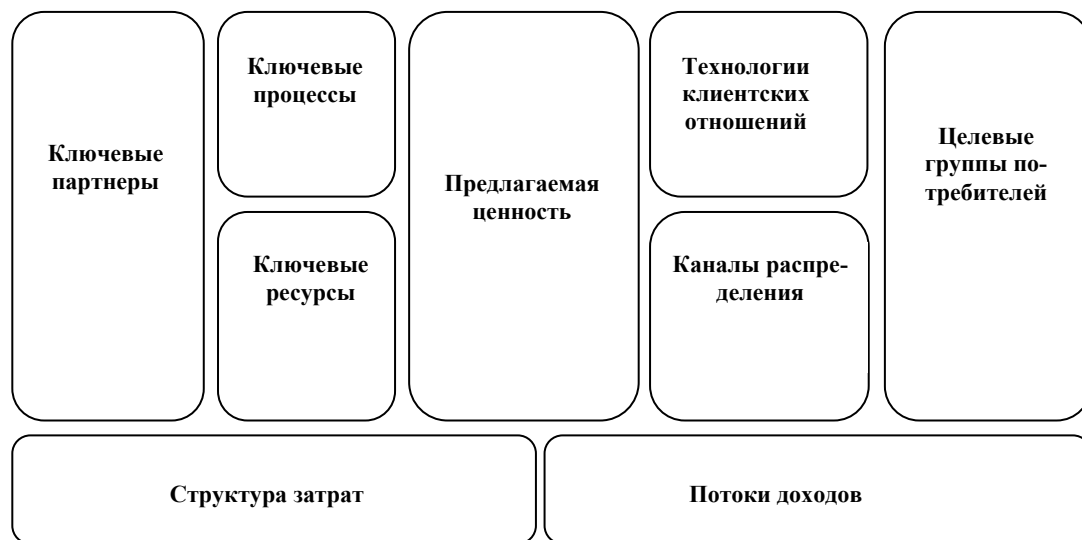 Ключевые
партнеры
Ключевые
процессы
Ключевые
ресурсы
Предлагаемая
ценность
Технологии
клиентских
отношений
Каналы распре-
деления
Целевые
группы по-
требителей
Структура затрат
Потоки доходов